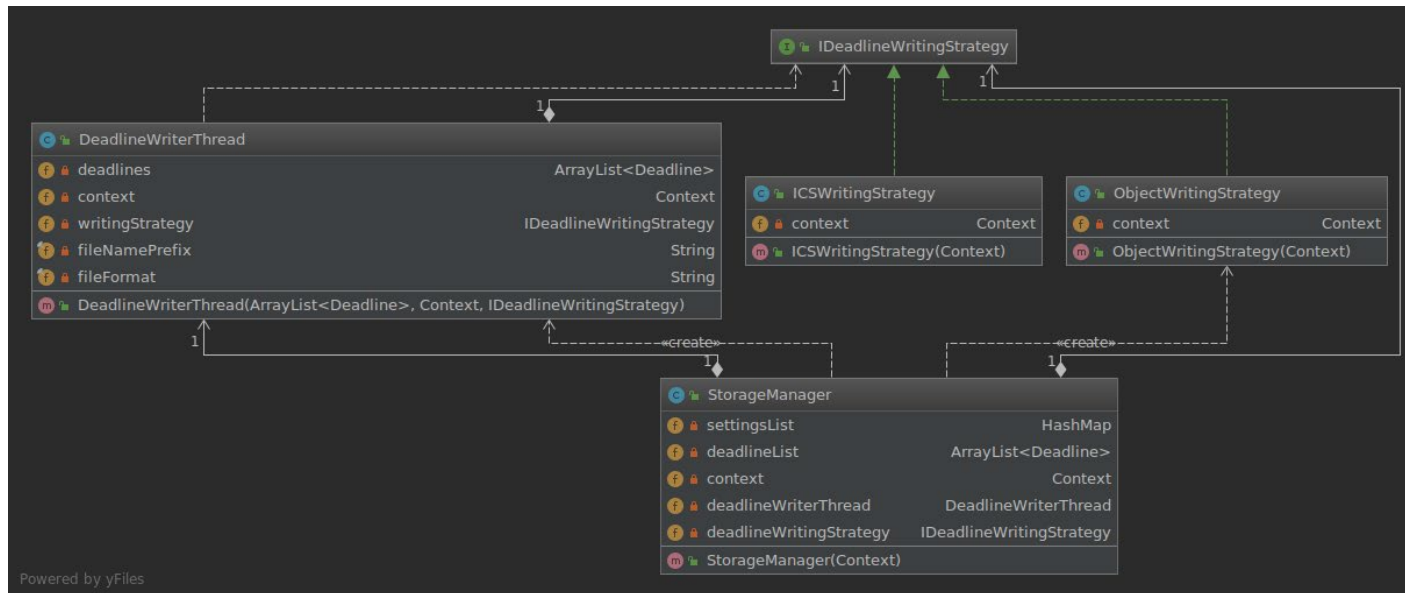 IDeadlineWritingStrategy
1
1
1
DeadlineWriterThread
deadlines ArrayList<Deadline>
context Context
writingStrategy IDeadlineWritingStrategy
fileNamePrefix String
fileFormat String
DeadlineWriterThread(ArrayList<Deadline>, Context, IDeadlineWritingStrategy)
ICSWritingStrategy
context Context
ICSWritingStrategy(Context)
ObjectWritingStrategy
context Context
ObjectWritingStrategy(Context)
1
«create»
«create»
1
1
StorageManager
settingsList HashMap
deadlineList ArrayList<Deadline>
context Context
deadlineWriterThread DeadlineWriterThread
deadlineWritingStrategy IDeadlineWritingStrategy
StorageManager(Context)
Powered by yFiles